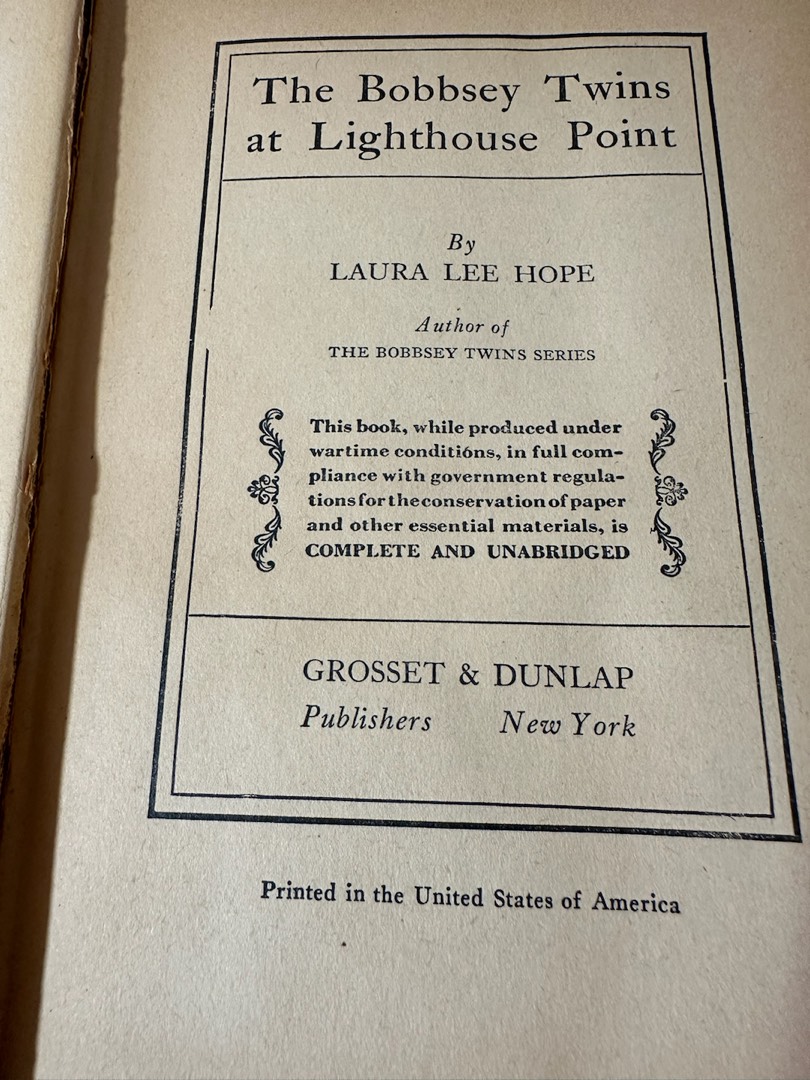 The Bobbsey Twins
at Lighthouse Point
By
LAURA LEE HOPE
Author of
THE BOBBSEY TWINS SERIES
This book, while produced under
wartime conditions, in full com-
pliance with government regula-
tions for the conservation of paper
and other essential materials, is
COMPLETE AND UNABRIDGED
GROSSET & DUNLAP
Publishers New York
Printed in the United States of America